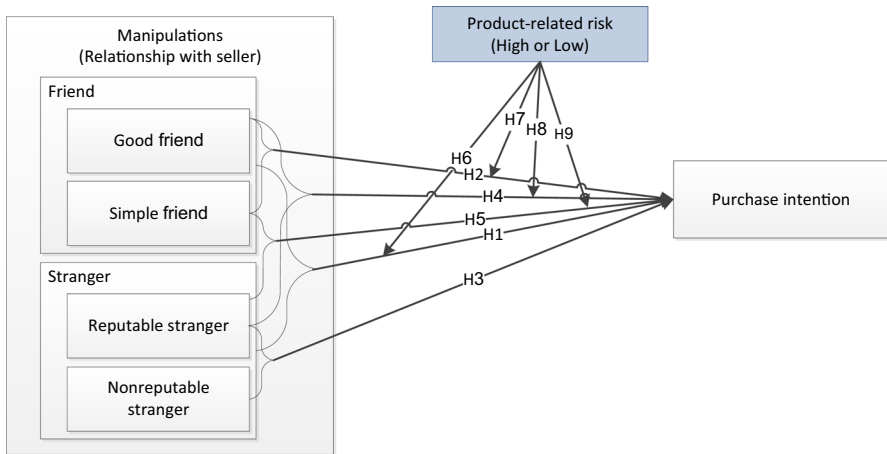 Manipulations
(Relationship with seller)
Friend
Good friend
Simple friend
Stranger
Reputable stranger
Nonreputable
stranger
Product-related risk
(High or Low)
H7
H8
H9
H6
H2
H4
H5
H1
H3
Purchase intention